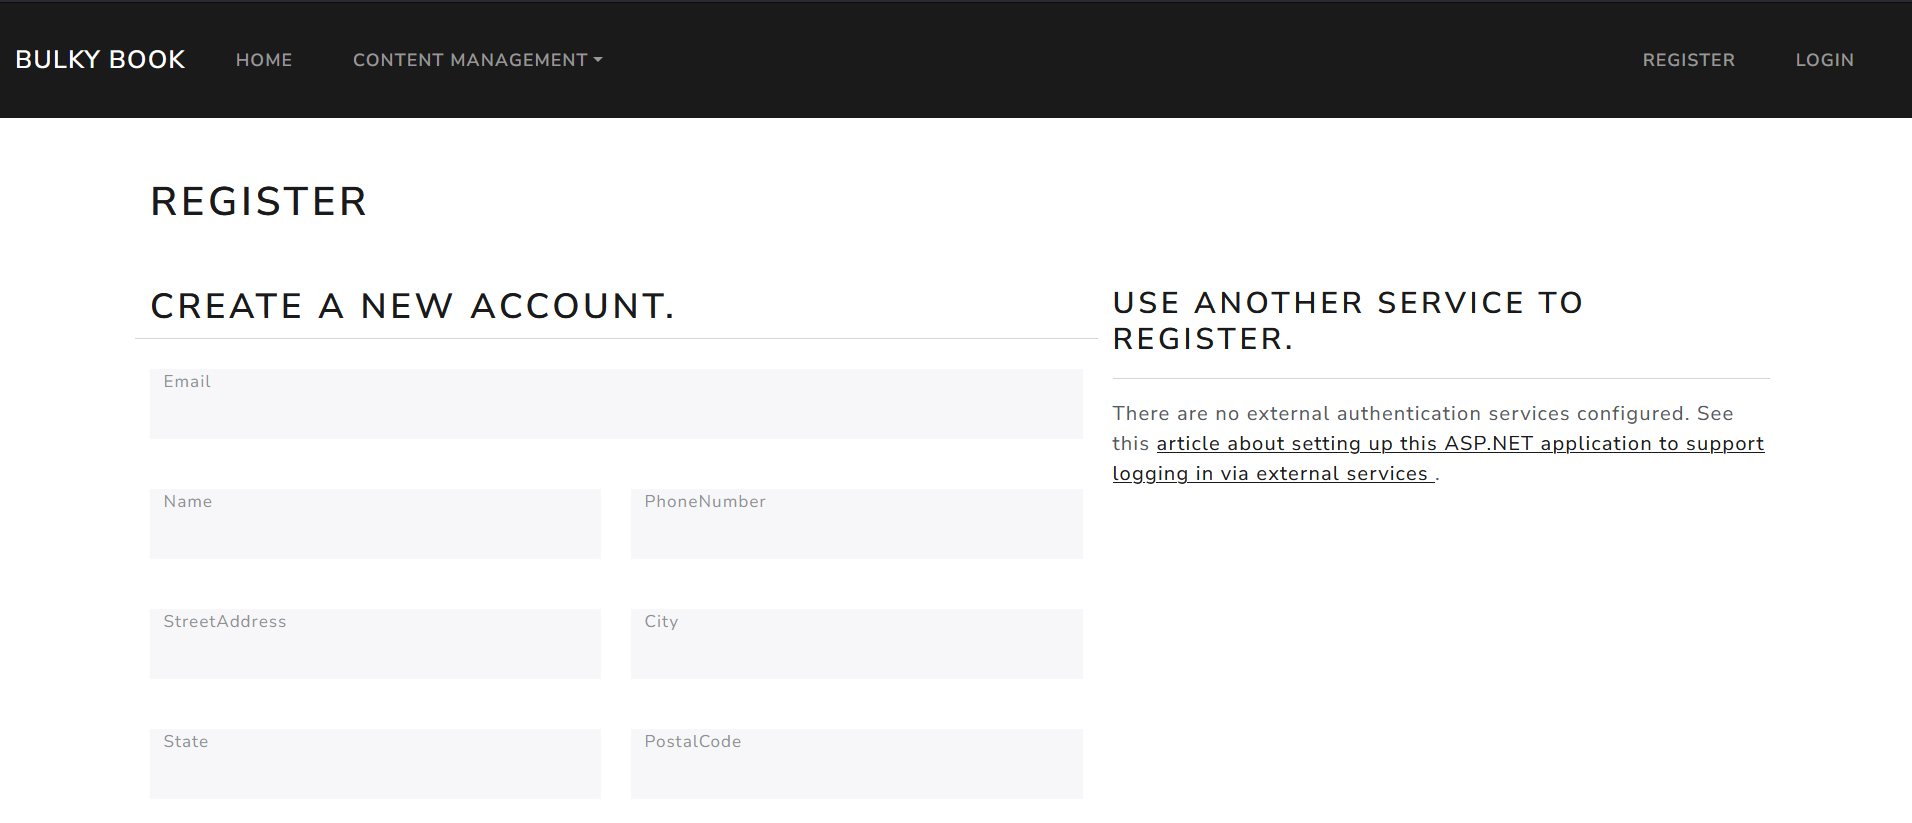 BULKY BOOK HOME CONTENT MANAGEMENT REGISTER LOGIN
REGISTER
CREATE A NEW ACCOUNT.
Email
Name PhoneNumber
StreetAddress City
State PostalCode
USE ANOTHER SERVICE TO
REGISTER.
There are no external authentication services configured. See
this article about setting up this ASP.NET application to support
logging in via external services .